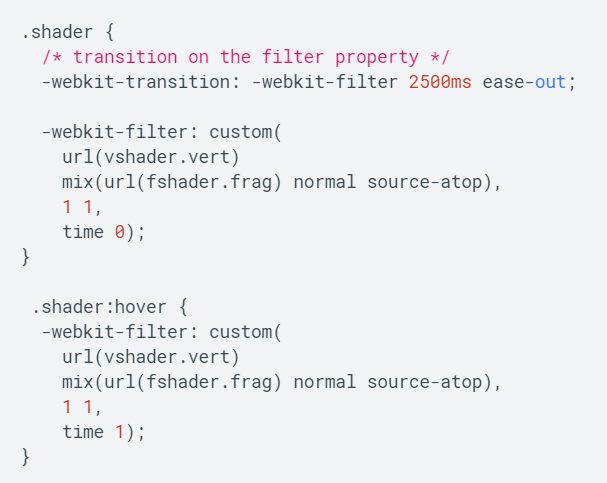 .shader {
  /* transition on the filter property */
  -webkit-transition: -webkit-filter 2500ms ease-out;

  -webkit-filter: custom(
    url(vshader.vert)
    mix(url(fshader.frag) normal source-atop),
    1 1,
    time 0);
}

 .shader:hover {
  -webkit-filter: custom(
    url(vshader.vert)
    mix(url(fshader.frag) normal source-atop),
    1 1,
    time 1);
}